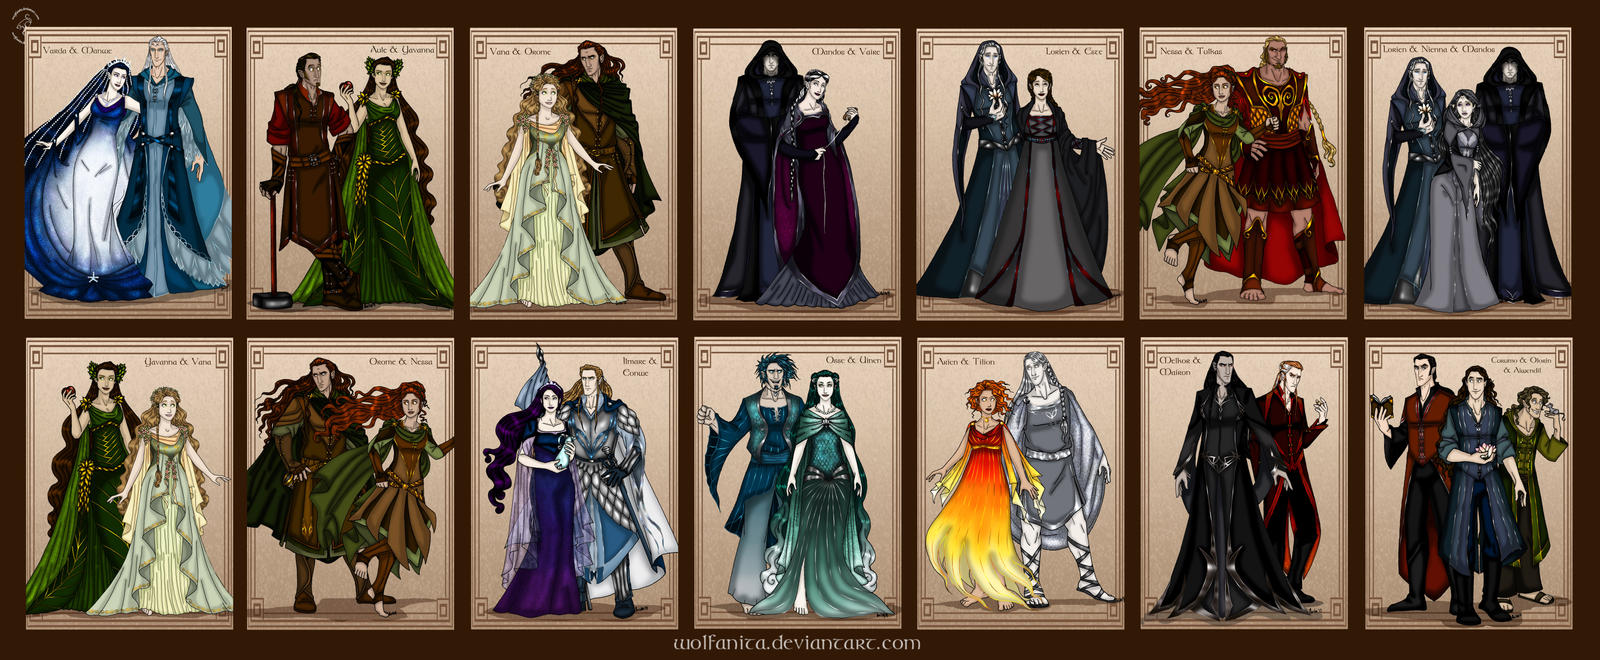 Varda & Manwe
Aule & Yavanna
Vana & Orome
Mandos & Vaire
Lorien & Este
Nessa & Tulkas
Lorien & Nienna & Mandos
Yavanna & Vana
Orome & Nessa
Ilmare &
Eonwe
Osse & Uinen
Arien & Tilion
Melkor &
Mairon
Curumo & Olorin
& Aiwendil
wolfanita.deviantart.com